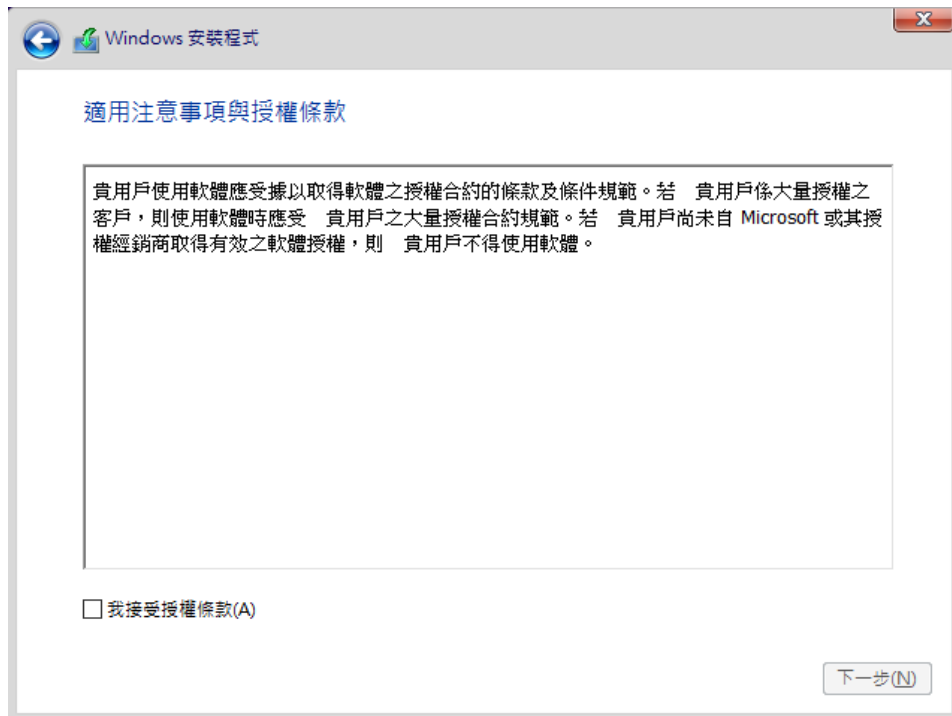 Windows 安裝程式
適用注意事項與授權條款
貴用戶使用軟體應受據以取得軟體之授權合約的條款及條件規範。若　貴用戶係大量授權之
客戶，則使用軟體時應受　貴用戶之大量授權合約規範。若　貴用戶尚未自 Microsoft 或其授
權經銷商取得有效之軟體授權，則　貴用戶不得使用軟體。
我接受授權條款(A)
下一步(N)